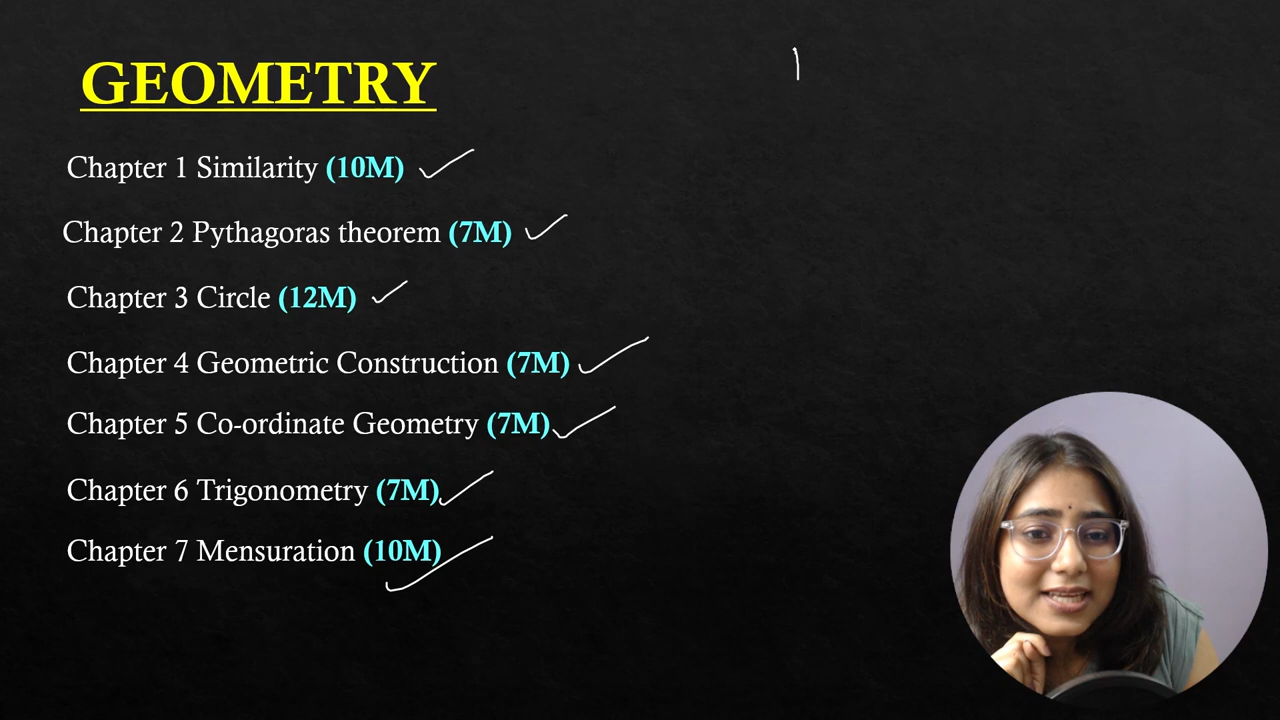 GEOMETRY
Chapter 1 Similarity (10M)
Chapter 2 Pythagoras theorem (7M)
Chapter 3 Circle (12M)
Chapter 4 Geometric Construction (7M)
Chapter 5 Co-ordinate Geometry (7M)
Chapter 6 Trigonometry (7M)
Chapter 7 Mensuration (10M)